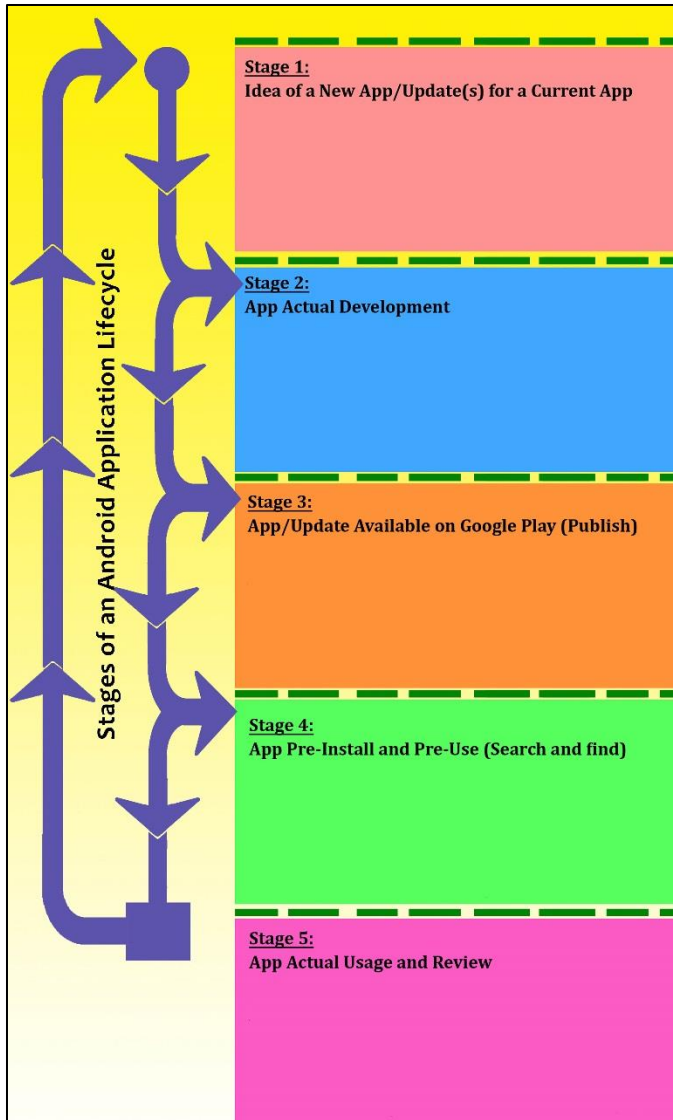 Stages of an Android Application Lifecycle
Stage 1:
Idea of a New App/Update(s) for a Current App
Stage 2:
App Actual Development
Stage 3:
App/Update Available on Google Play (Publish)
Stage 4:
App Pre-Install and Pre-Use (Search and find)
Stage 5:
App Actual Usage and Review